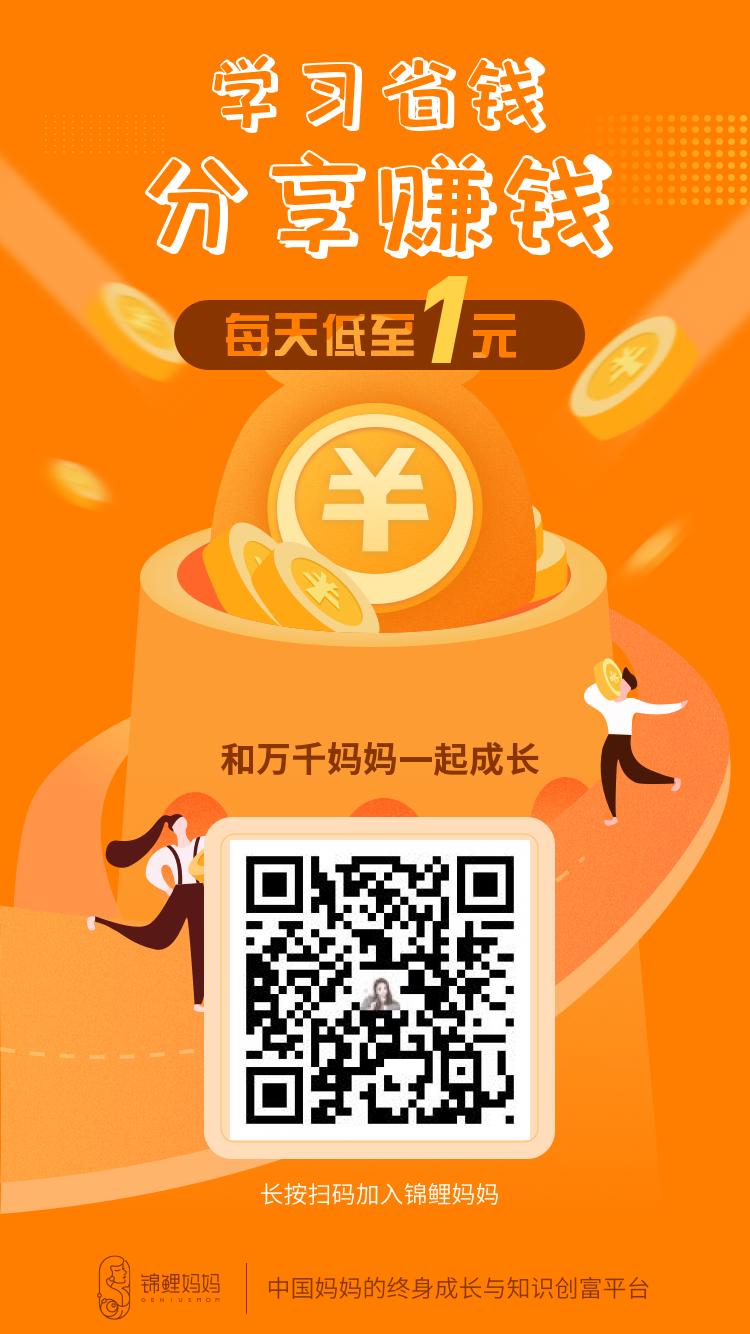 学习省钱
分享赚钱
每天低至1元
和万千妈妈一起成长
长按扫码加入锦鲤妈妈
锦鲤妈妈
GENIUSMOM
中国妈妈的终身成长与知识创富平台